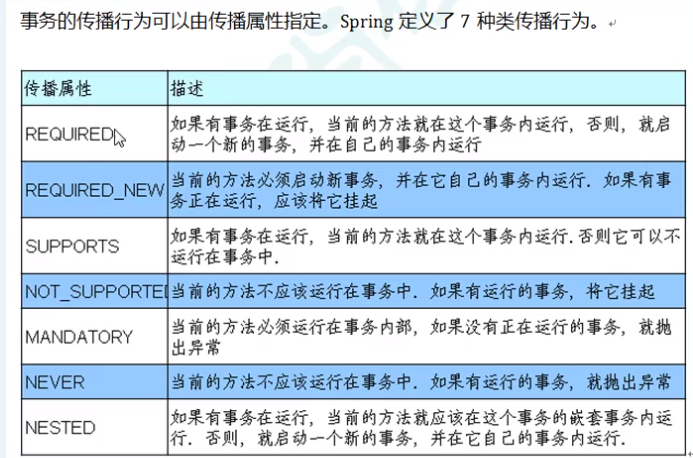 事务的传播行为可以由传播属性指定。Spring 定义了 7 种类传播行为。
传播属性 描述
REQUIRED 如果有事务在运行，当前的方法就在这个事务内运行，否则，就启
动一个新的事务，并在自己的事务内运行
REQUIRED_NEW 当前的方法必须启动新事务，并在它自己的事务内运行．如果有事
务正在运行，应该将它挂起
SUPPORTS 如果有事务在运行，当前的方法就在这个事务内运行．否则它可以不
运行在事务中．
NOT_SUPPORTED 当前的方法不应该运行在事务中．如果有运行的事务，将它挂起
MANDATORY 当前的方法必须运行在事务内部，如果没有正在运行的事务，就抛
出异常
NEVER 当前的方法不应该运行在事务中．如果有运行的事务，就抛出异常
NESTED 如果有事务在运行，当前的方法就应该在这个事务的嵌套事务内运
行．否则，就启动一个新的事务，并在它自己的事务内运行．